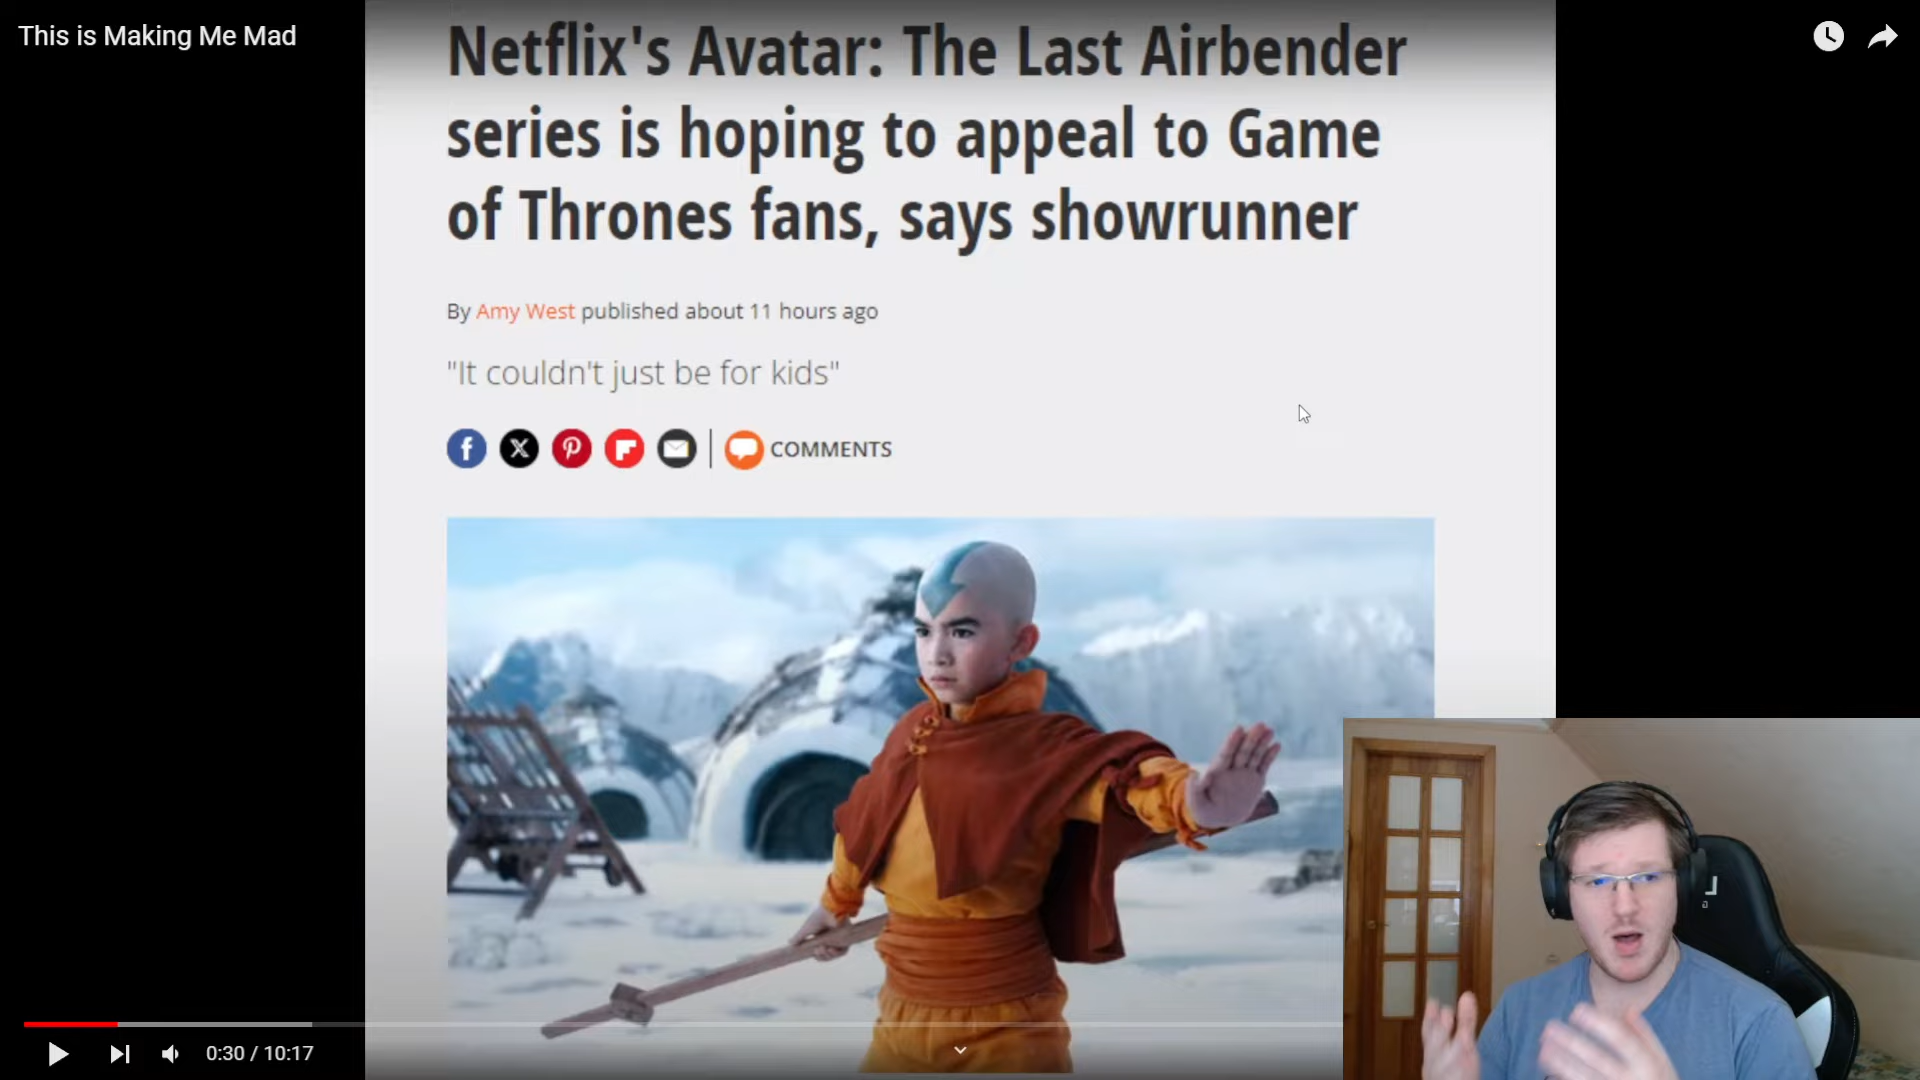 This is Making Me Mad
Netflix's Avatar: The Last Airbender
series is hoping to appeal to Game
of Thrones fans, says showrunner
By Amy West published about 11 hours ago
"It couldn't just be for kids"
COMMENTS
0:30 / 10:17